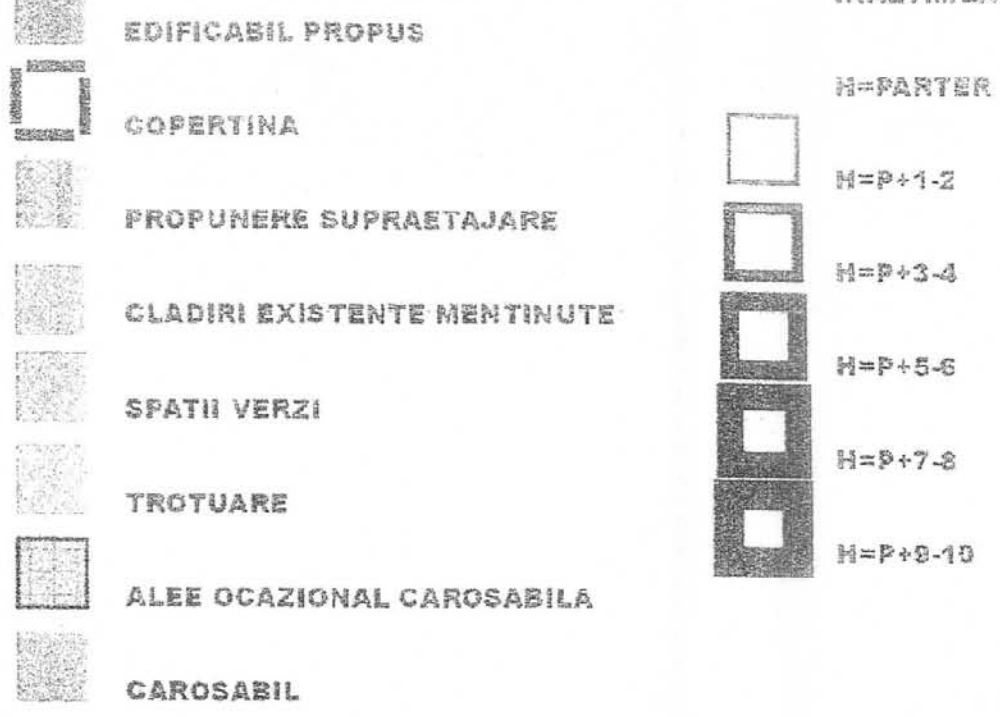 EDIFICABIL PROPUS
COPERTINA
PROPUNERE SUPRAETAJARE
CLADIRI EXISTENTE MENTINUTE
SPATII VERZI
TROTUARE
ALEE OCAZIONAL CAROSABILA
CAROSABIL
H=PARTER
H=P+1-2
H=P+3-4
H=P+5-6
H=P+7-8
H=P+9-10